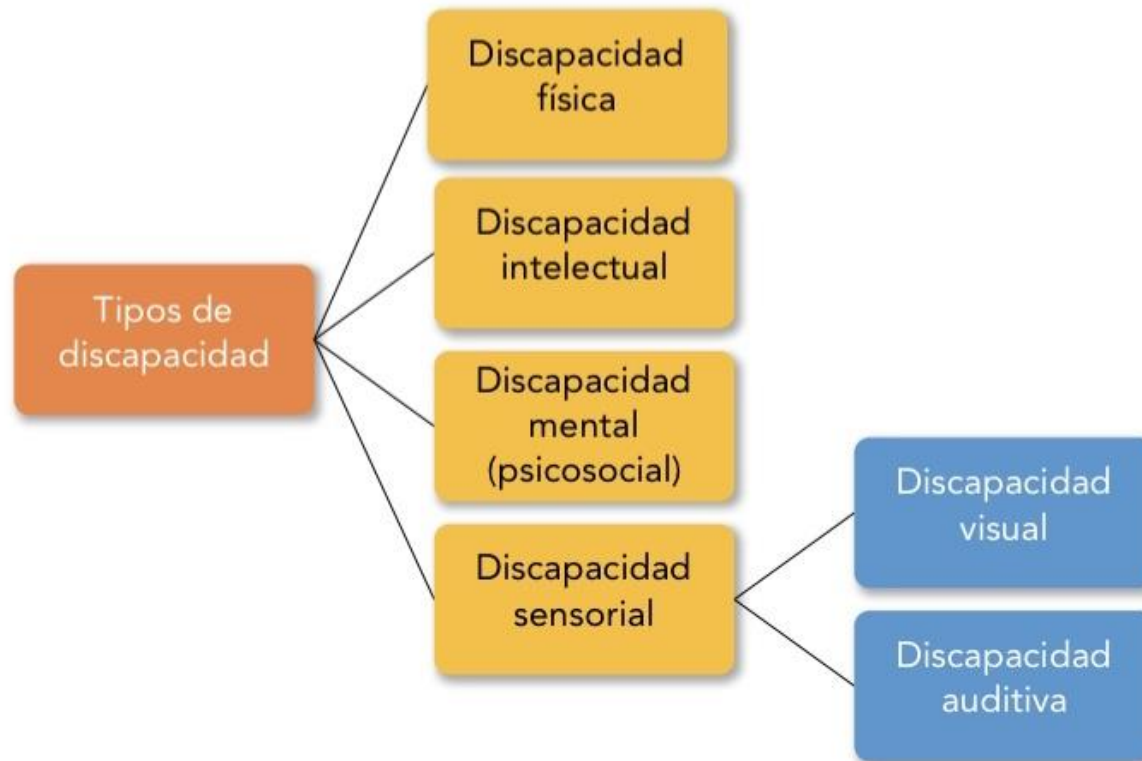 Discapacidad
física
Discapacidad
intelectual
Tipos de
discapacidad
Discapacidad
mental
(psicosocial)
Discapacidad
sensorial
Discapacidad
visual
Discapacidad
auditiva